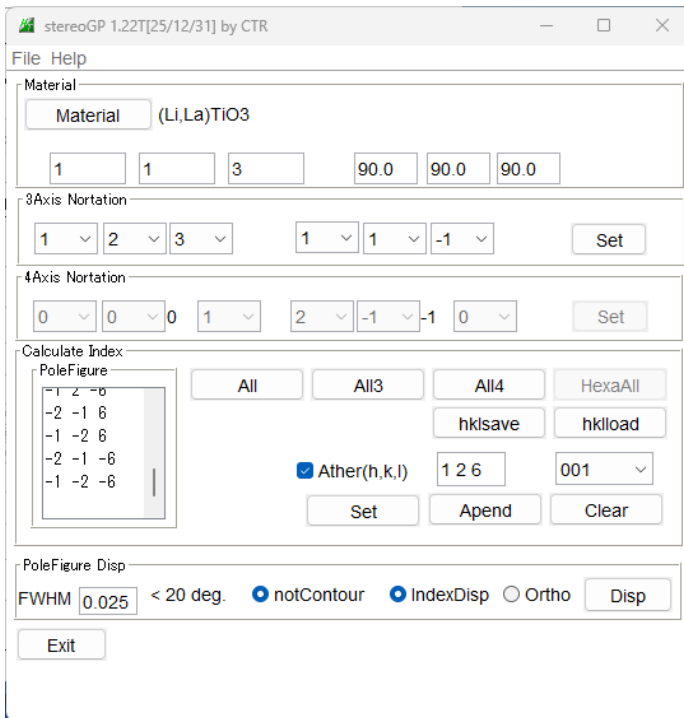 stereoGP 1.22T[25/12/31] by CTR
File Help
Material
Material (Li,La)TiO3
1 1 3 90.0 90.0 90.0
3Axis Nortation
1 2 3 1 1 -1 Set
4Axis Nortation
0 0 0 1 2 -1 -1 0 Set
Calculate Index
PoleFigure
All All3 All4 HexaAll
-1 2 -6
-2 -1 6
-1 -2 6
-2 -1 -6
-1 -2 -6
hklsave hklload
Ather(h,k,l) 1 2 6 001
Set Apend Clear
PoleFigure Disp
FWHM 0.025 < 20 deg. notContour IndexDisp Ortho Disp
Exit